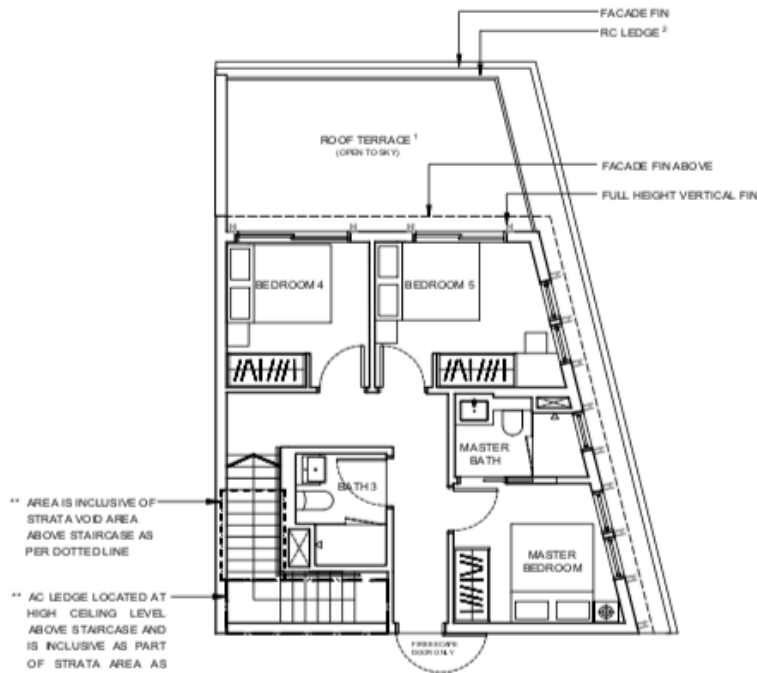 FACADE FIN
RC LEDGE 2
ROOF TERRACE 1
(OPEN TO SKY)
FACADE FIN ABOVE
FULL HEIGHT VERTICAL FIN
BEDROOM 4
BEDROOM 5
MASTER
BATH
BATH 3
** AREA IS INCLUSIVE OF
STRATA VOID AREA
ABOVE STAIRCASE AS
PER DOTTED LINE
MASTER
BEDROOM
** AC LEDGE LOCATED AT
HIGH CEILING LEVEL
ABOVE STAIRCASE AND
IS INCLUSIVE AS PART
OF STRATA AREA AS
FIRE ESCAPE
DOOR ONLY